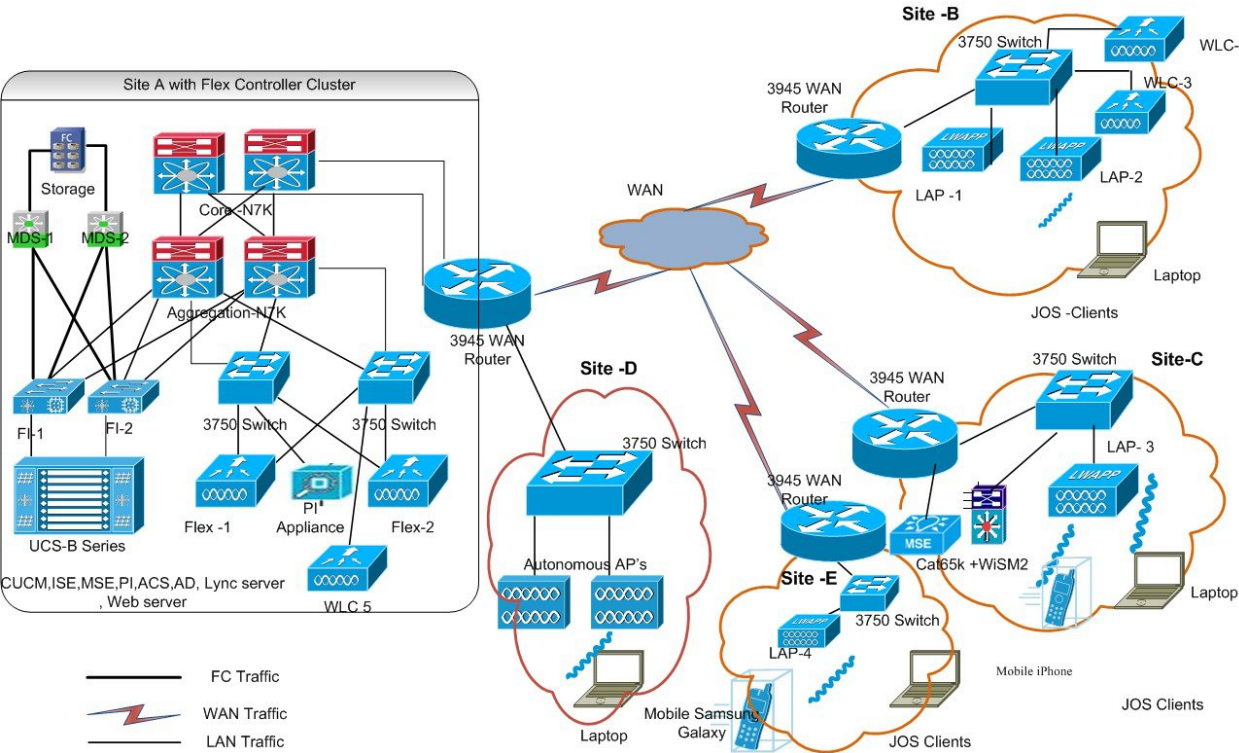 Site A with Flex Controller Cluster
FC
Storage
MDS-1
MDS-2
Core -N7K
Aggregation-N7K
3945 WAN
Router
FI-1
FI-2
3750 Switch
3750 Switch
UCS-B Series
Flex -1
PI
Appliance
Flex-2
WLC 5
CUCM,ISE,MSE,PI,ACS,AD, Lync server
, Web server
FC Traffic
WAN Traffic
LAN Traffic
WAN
Site -B
3750 Switch
WLC-
WLC-3
3945 WAN
Router
LWAPP
LAP -1
LWAPP
LAP-2
Laptop
JOS -Clients
Site-C
3750 Switch
3945 WAN
Router
LAP- 3
LWAPP
MSE
Cat65k +WiSM2
Laptop
Mobile iPhone
JOS Clients
Site -D
3750 Switch
Autonomous AP's
Laptop
3945 WAN
Router
Site -E
3750 Switch
LWAPP
LAP-4
Mobile Samsung
Galaxy
JOS Clients